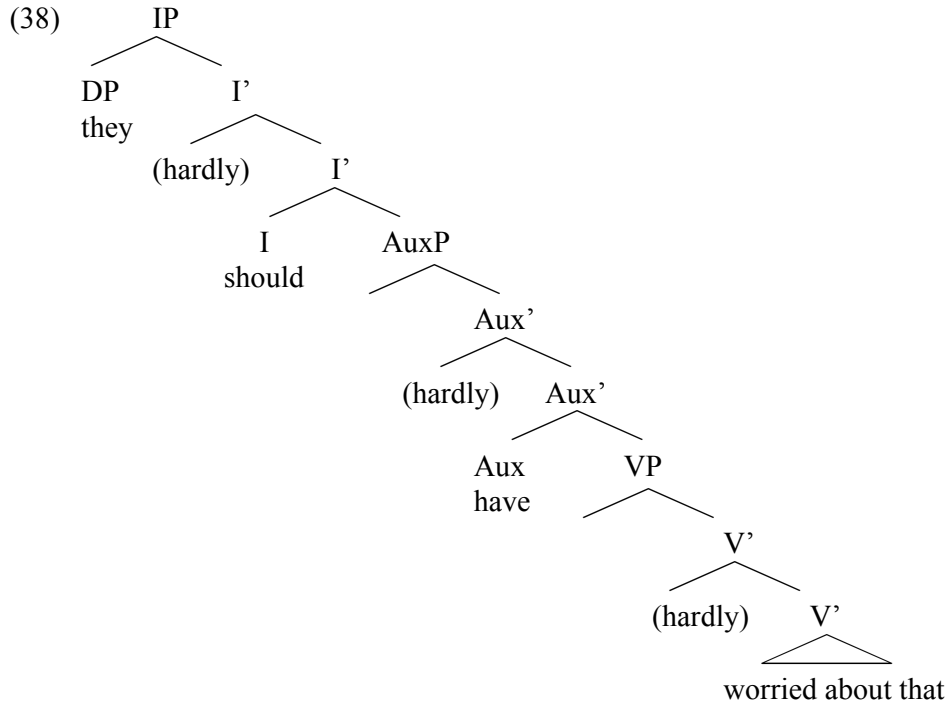 (38) IP
DP I’
they
(hardly) I’
I AuxP
should
Aux’
(hardly) Aux’
Aux VP
have
V’
(hardly) V’
worried about that